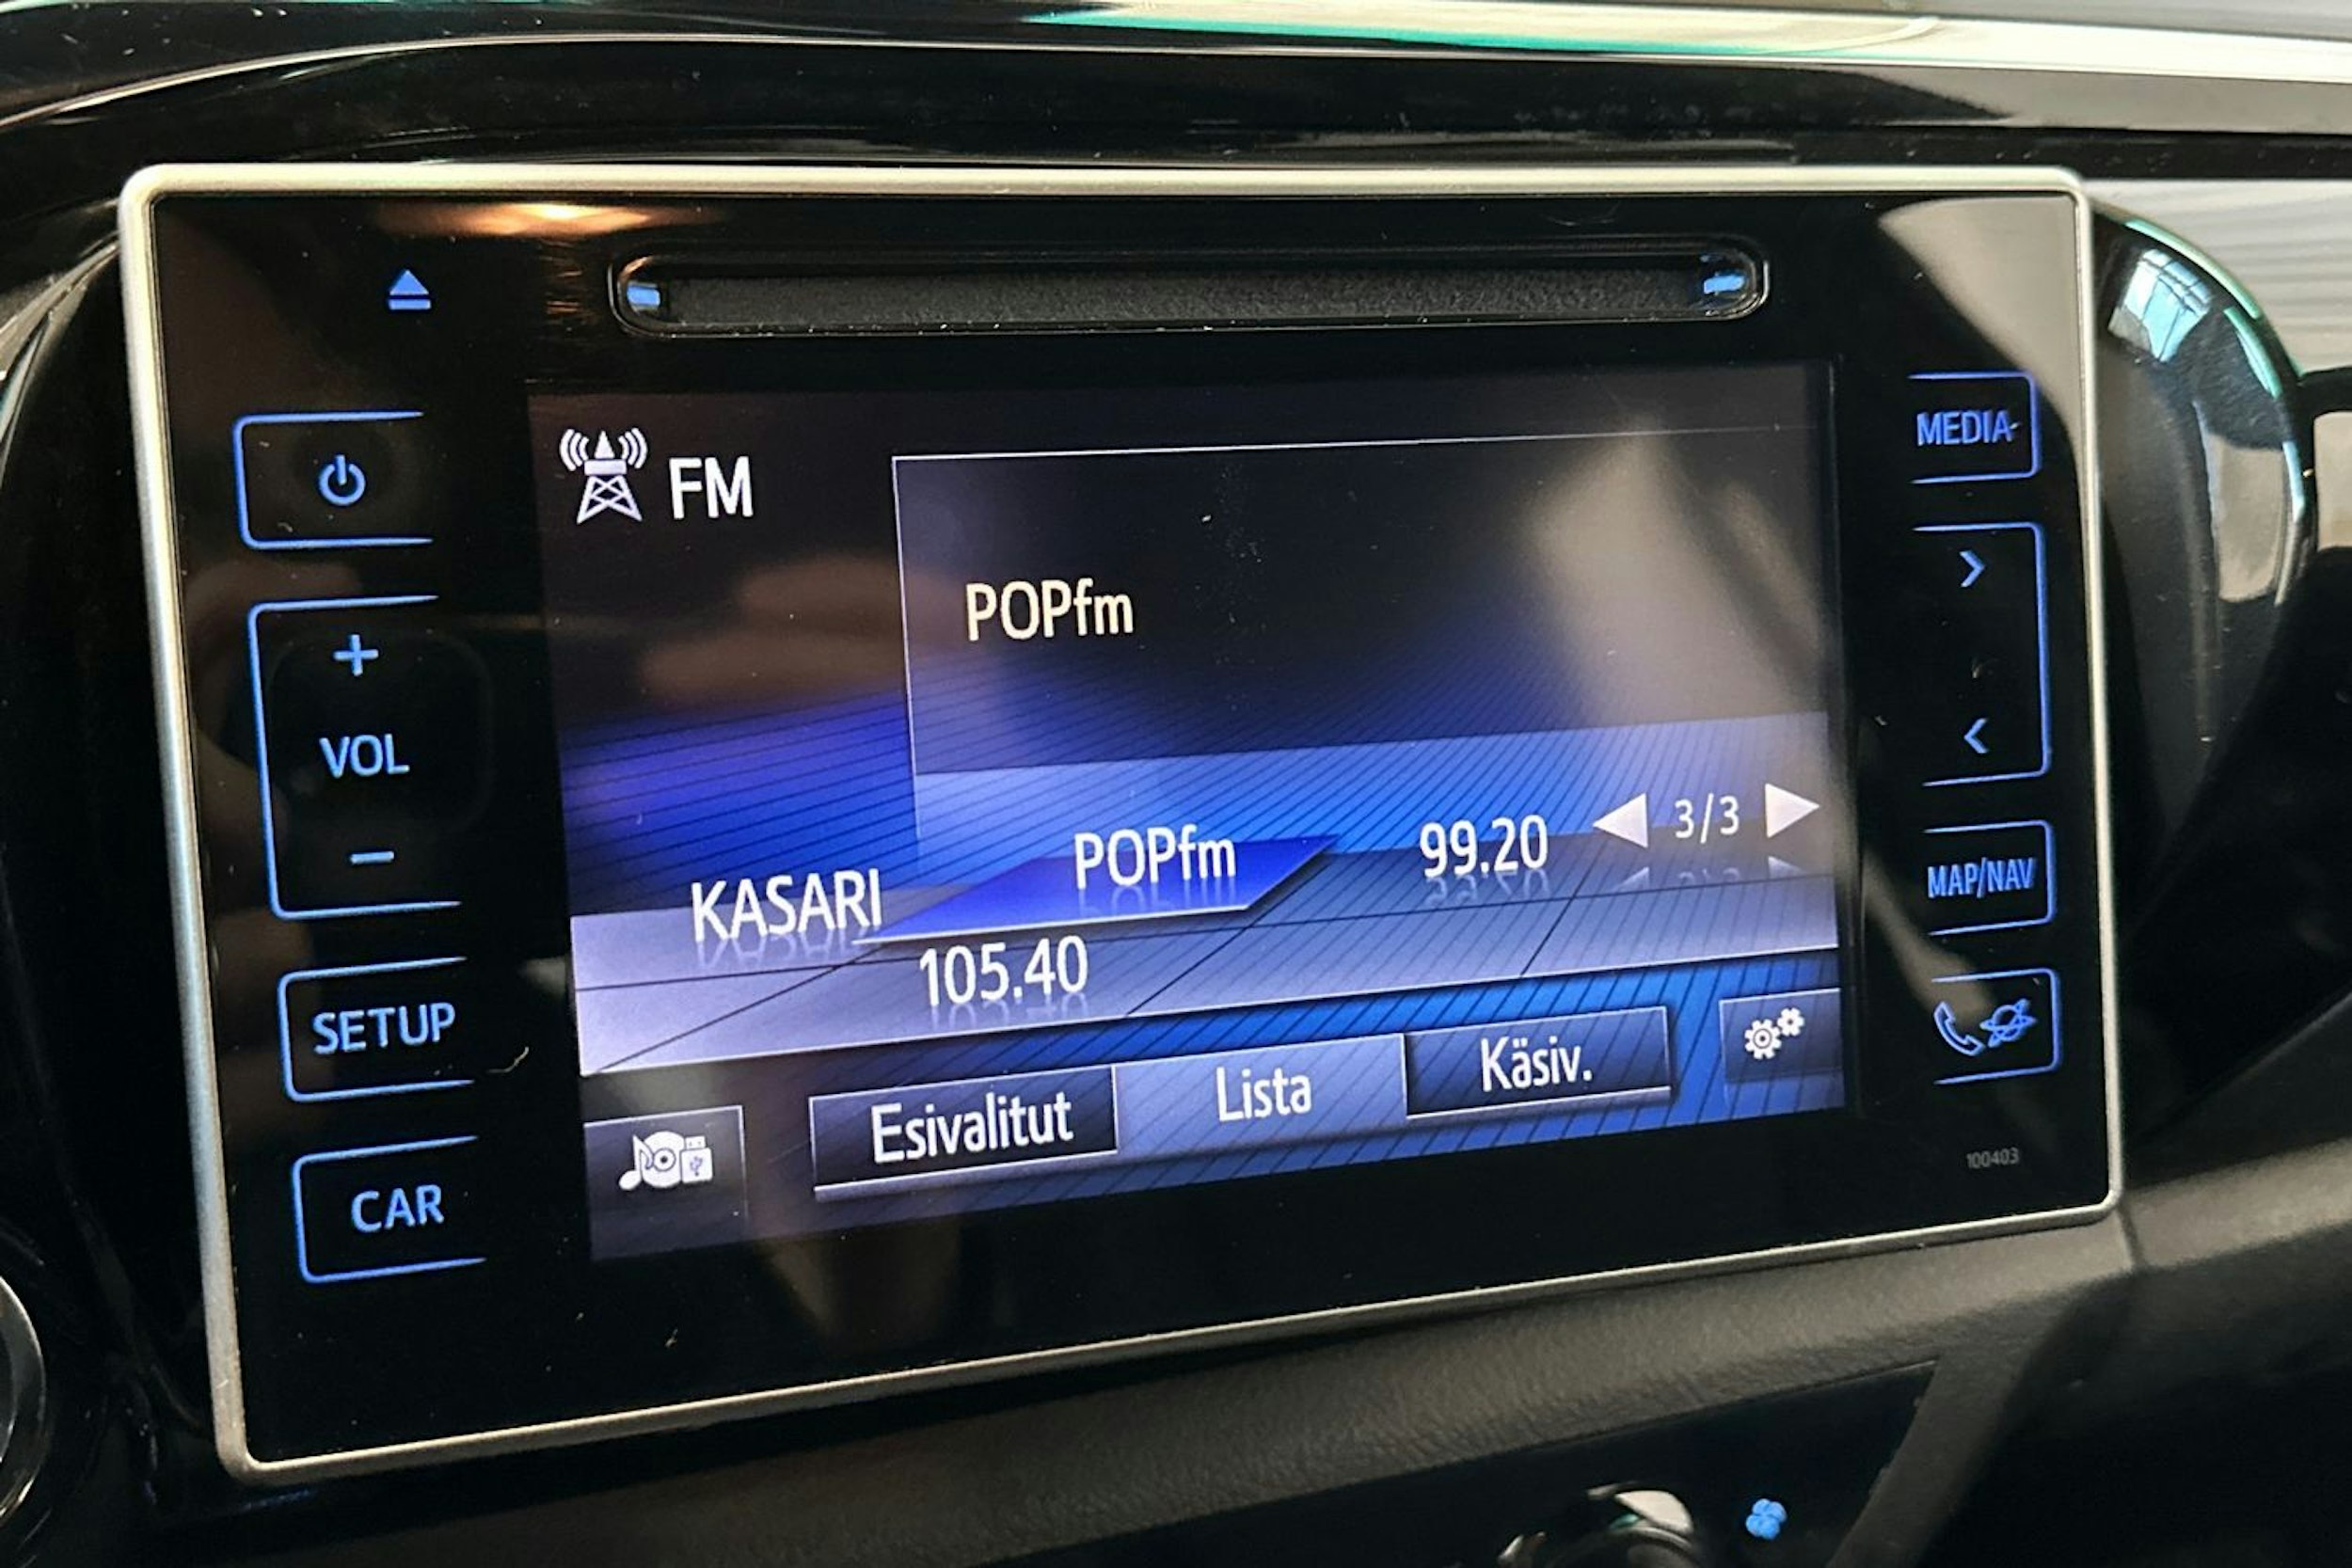 MEDIA
FM
POPfm
VOL
KASARI
POPfm
99.20
3/3
105.40
MAP/NAV
SETUP
Esivalitut
Lista
Käsiv.
CAR
100403